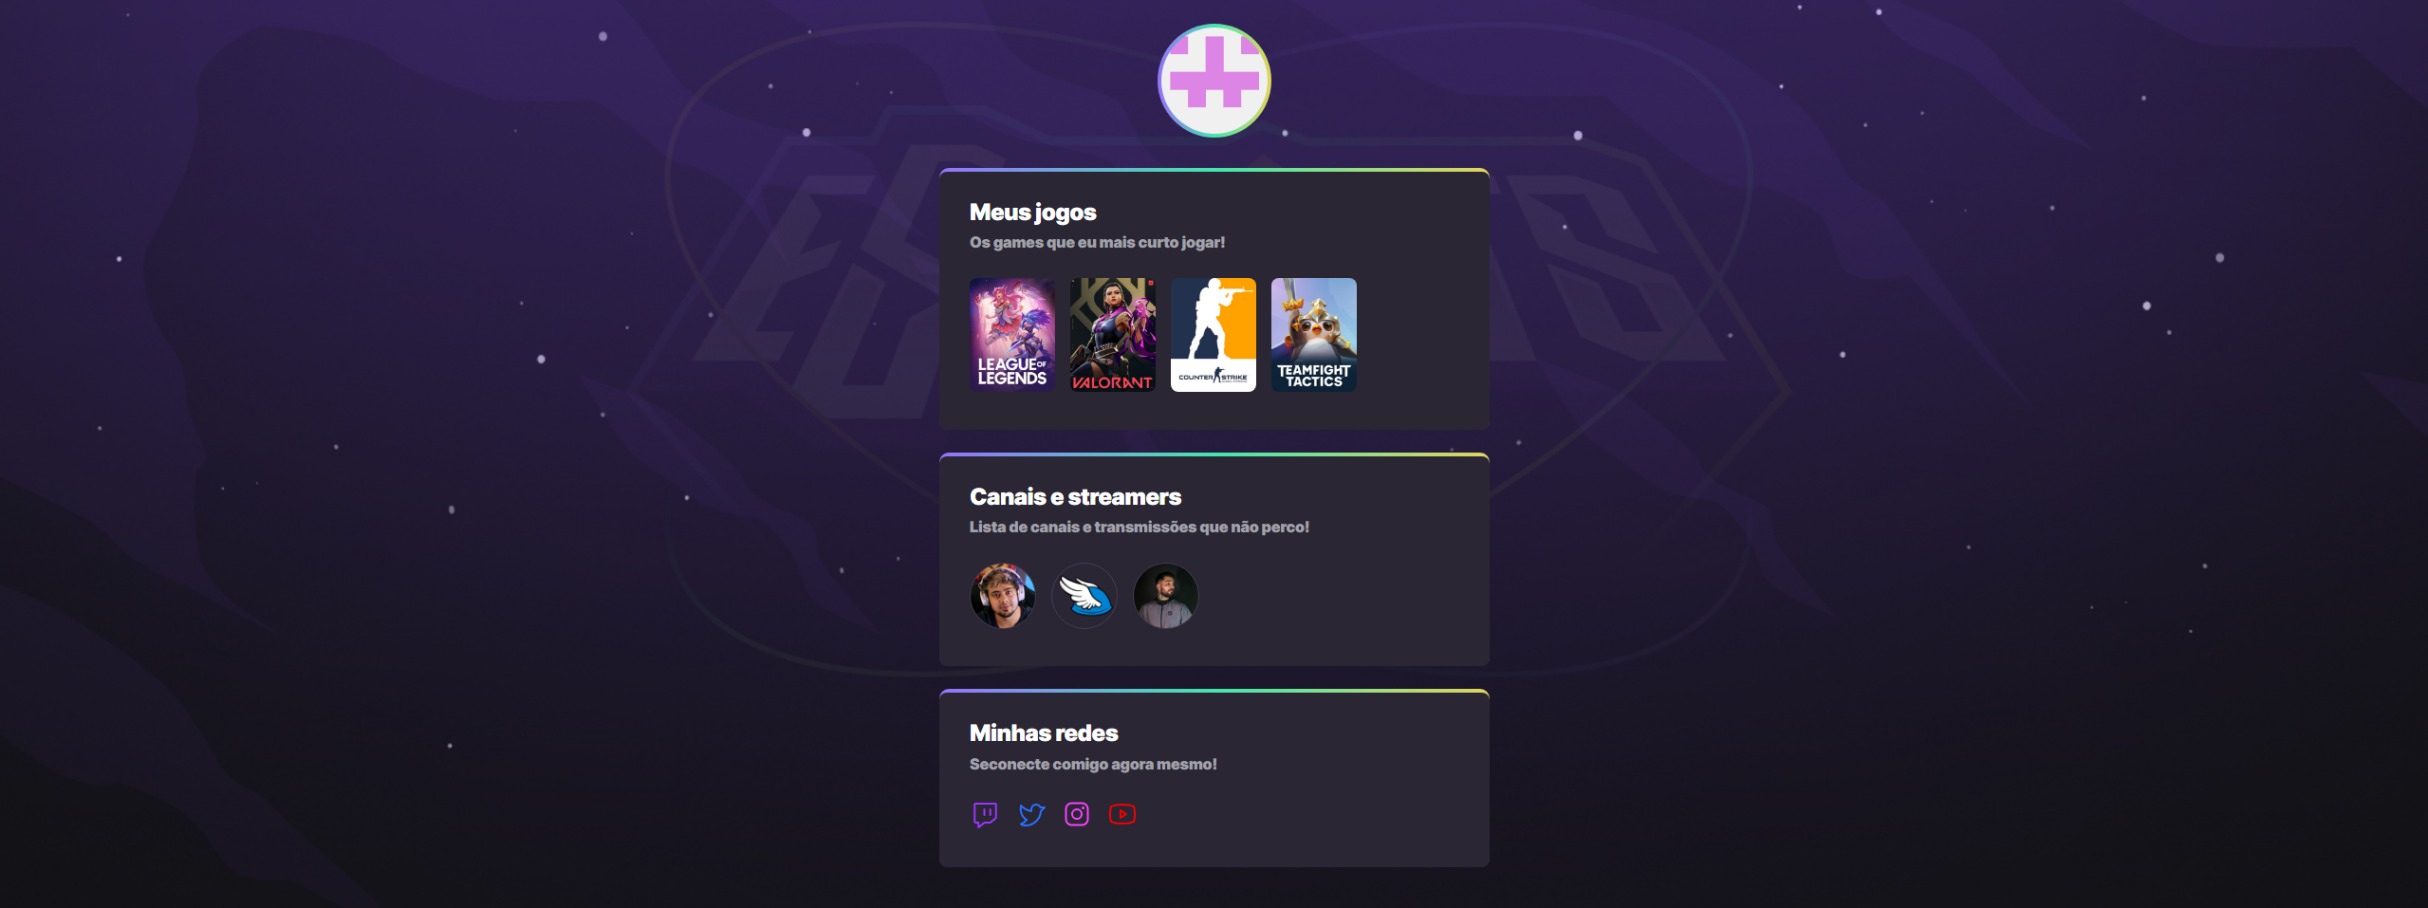 ESPORTS
Meus jogos
Os games que eu mais curto jogar!
LEAGUE OF
LEGENDS
VALORANT
COUNTER STRIKE
TEAMFIGHT
TACTICS
Canais e streamers
Lista de canais e transmissões que não perco!
Minhas redes
Seconecte comigo agora mesmo!